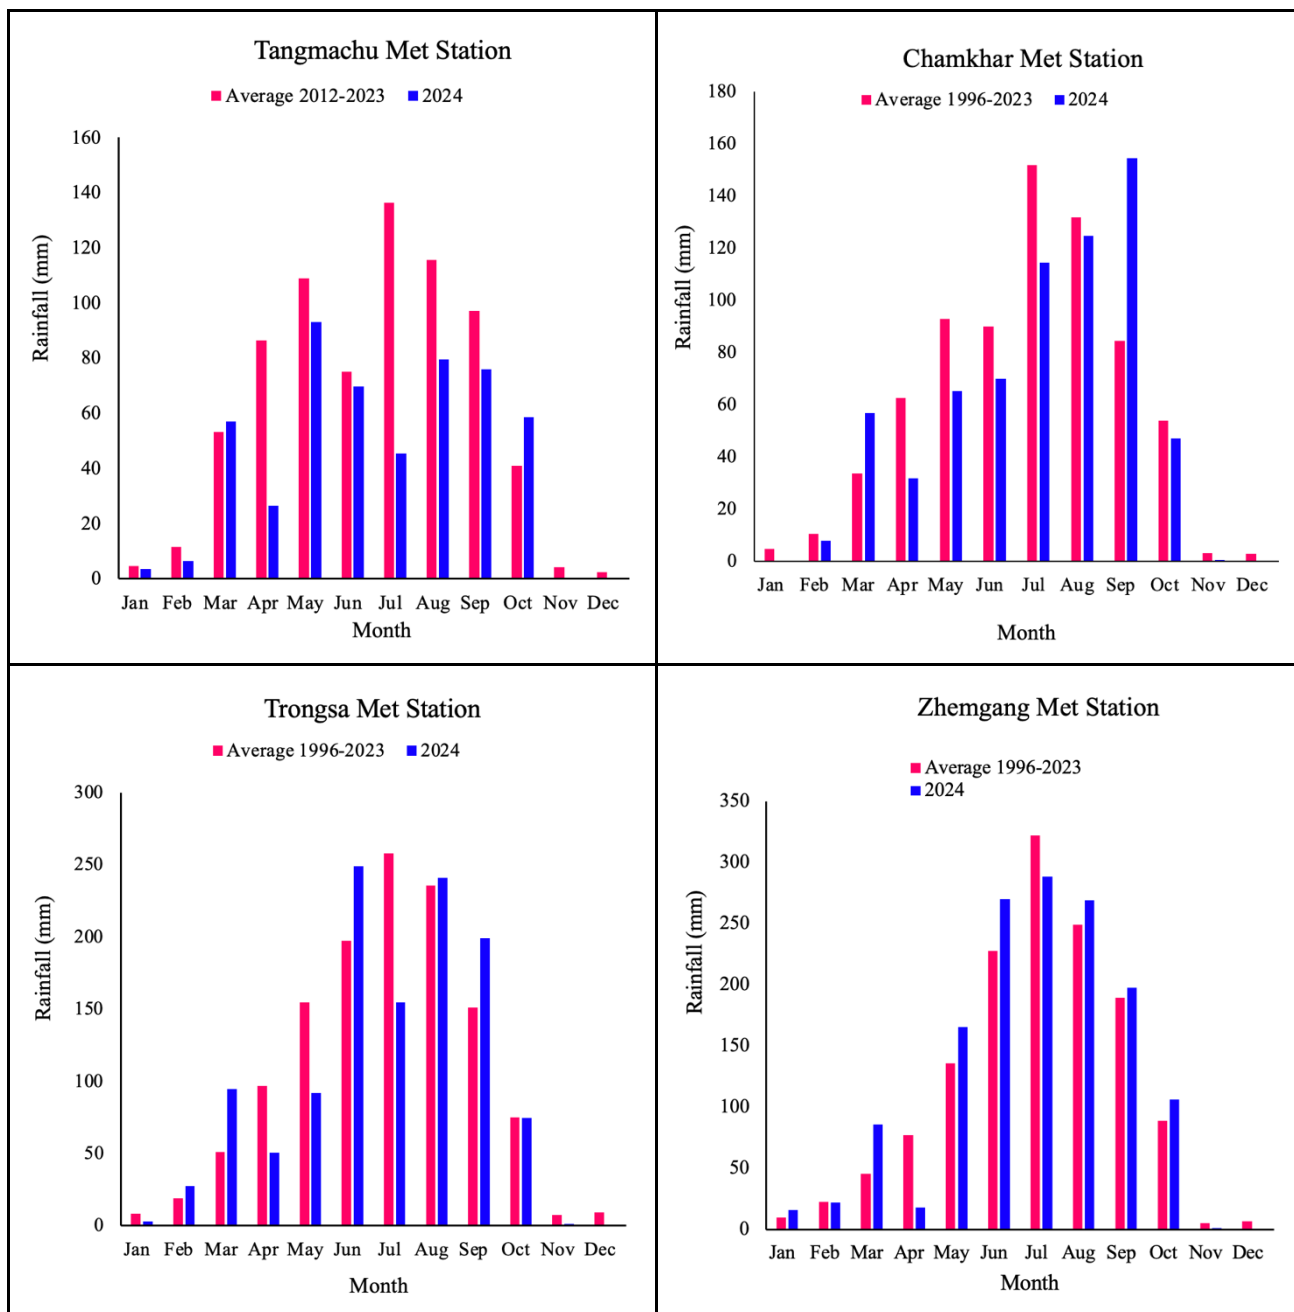 Tangmachu Met Station
Average 2012-2023 2024
160
140
120
100
80
60
40
20
0
Rainfall (mm)
Jan Feb Mar Apr May Jun Jul Aug Sep Oct Nov Dec
Month
Chamkhar Met Station
Average 1996-2023 2024
180
160
140
120
100
80
60
40
20
0
Rainfall (mm)
Jan Feb Mar Apr May Jun Jul Aug Sep Oct Nov Dec
Month
Trongsa Met Station
Average 1996-2023 2024
300
250
200
150
100
50
0
Rainfall (mm)
Jan Feb Mar Apr May Jun Jul Aug Sep Oct Nov Dec
Month
Zhemgang Met Station
Average 1996-2023
2024
350
300
250
200
150
100
50
0
Rainfall (mm)
Jan Feb Mar Apr May Jun Jul Aug Sep Oct Nov Dec
Month